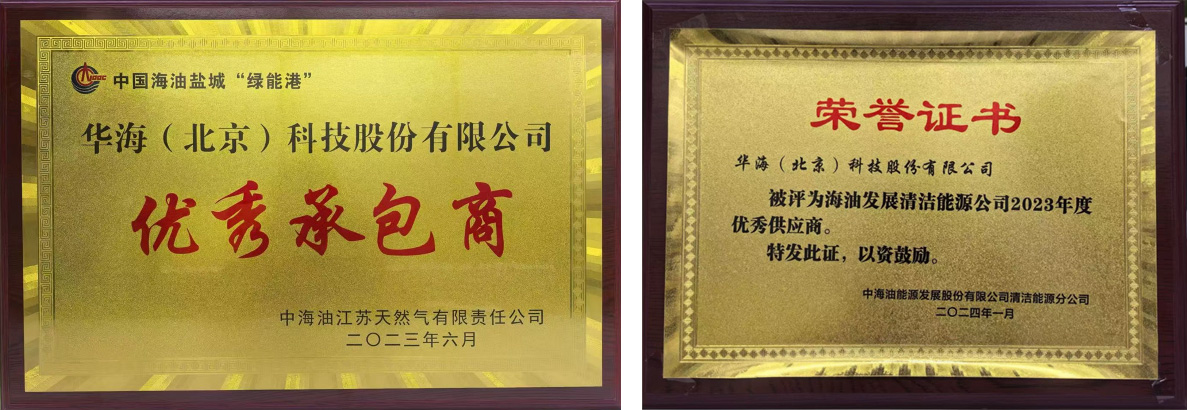 CNOOC
中国海油盐城“绿能港”
华海（北京）科技股份有限公司
优秀承包商
中海油江苏天然气有限责任公司
二〇二三年六月
荣誉证书
华海（北京）科技股份有限公司
被评为海油发展清洁能源公司2023年度
优秀供应商。
特发此证，以资鼓励。
中海油能源发展股份有限公司清洁能源分公司
二〇二四年一月